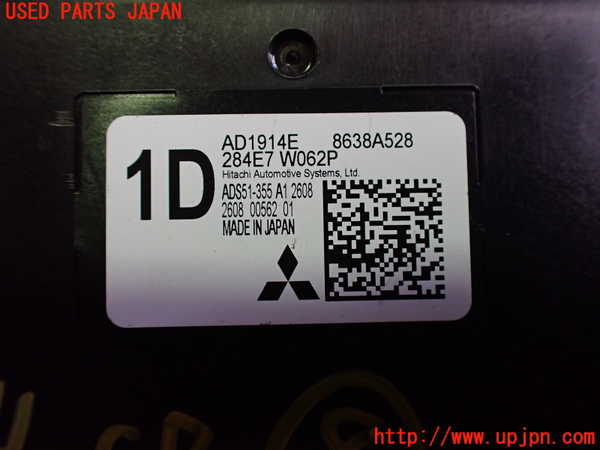 USED PARTS JAPAN
1D
AD1914E 8638A528
284E7 W062P
Hitachi Automotive Systems, Ltd.
ADS51-355 A1 2608
2608 00562 01
MADE IN JAPAN
http://www.upjpn.com